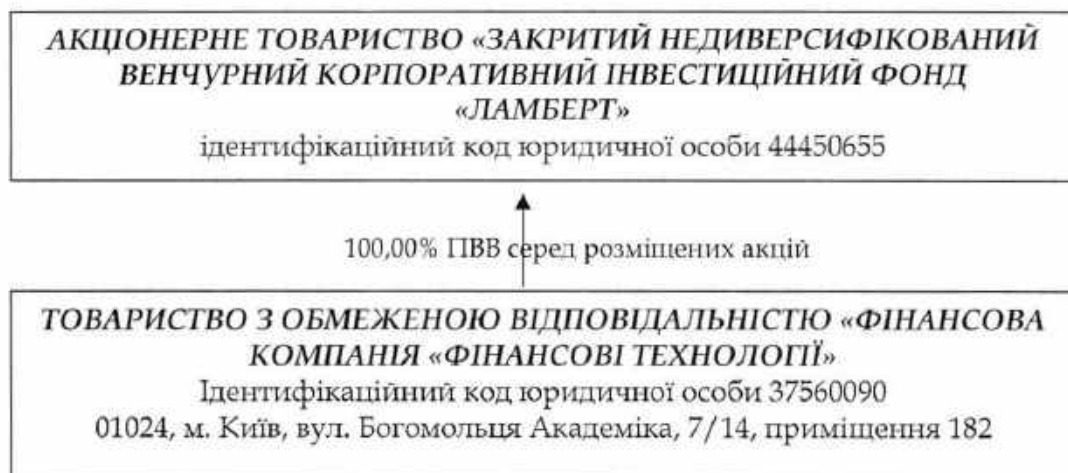 АКЦІОНЕРНЕ ТОВАРИСТВО «ЗАКРИТИЙ НЕДИВЕРСИФІКОВАНИЙ
ВЕНЧУРНИЙ КОРПОРАТИВНИЙ ІНВЕСТИЦІЙНИЙ ФОНД
«ЛАМБЕРТ»
ідентифікаційний код юридичної особи 44450655
100,00% ПВВ серед розміщених акцій
ТОВАРИСТВО З ОБМЕЖЕНОЮ ВІДПОВІДАЛЬНІСТЮ «ФІНАНСОВА
КОМПАНІЯ «ФІНАНСОВІ ТЕХНОЛОГІЇ»
Ідентифікаційний код юридичної особи 37560090
01024, м. Київ, вул. Богомольця Академіка, 7/14, приміщення 182